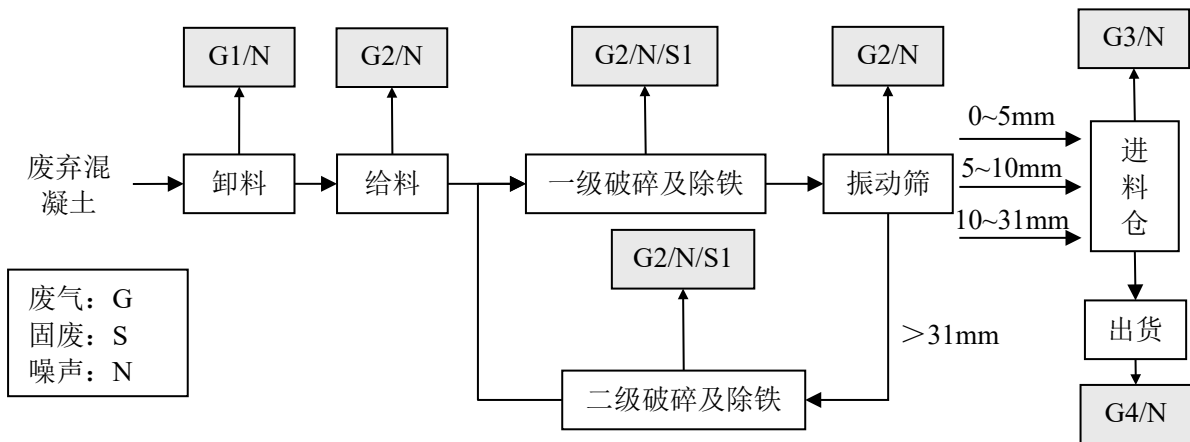 G1/N
G2/N
G2/N/S1
G2/N
G3/N
废弃混
凝土
卸料
给料
一级破碎及除铁
振动筛
0~5mm
5~10mm
10~31mm
进
料
仓
G2/N/S1
废气：G
固废：S
噪声：N
＞31mm
出货
二级破碎及除铁
G4/N